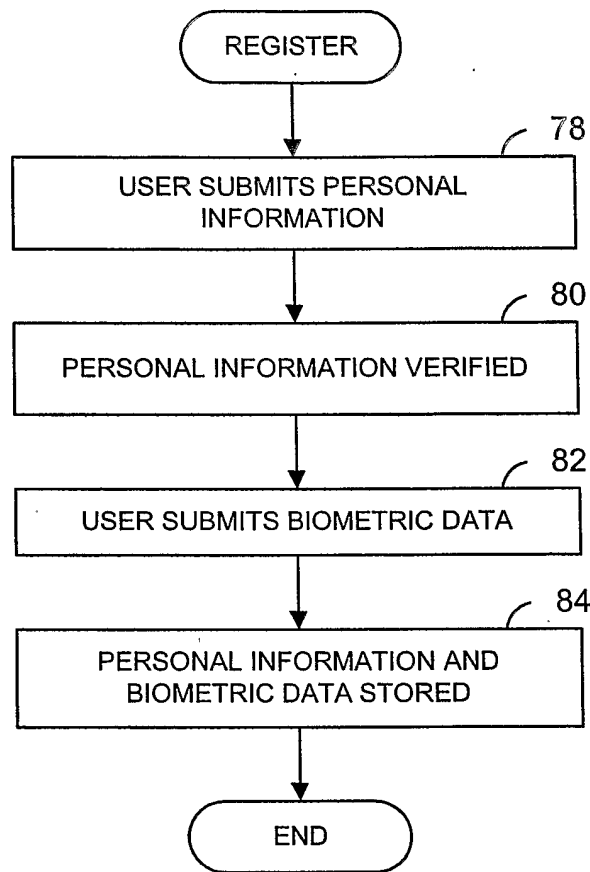 REGISTER
78
USER SUBMITS PERSONAL
INFORMATION
80
PERSONAL INFORMATION VERIFIED
82
USER SUBMITS BIOMETRIC DATA
84
PERSONAL INFORMATION AND
BIOMETRIC DATA STORED
END